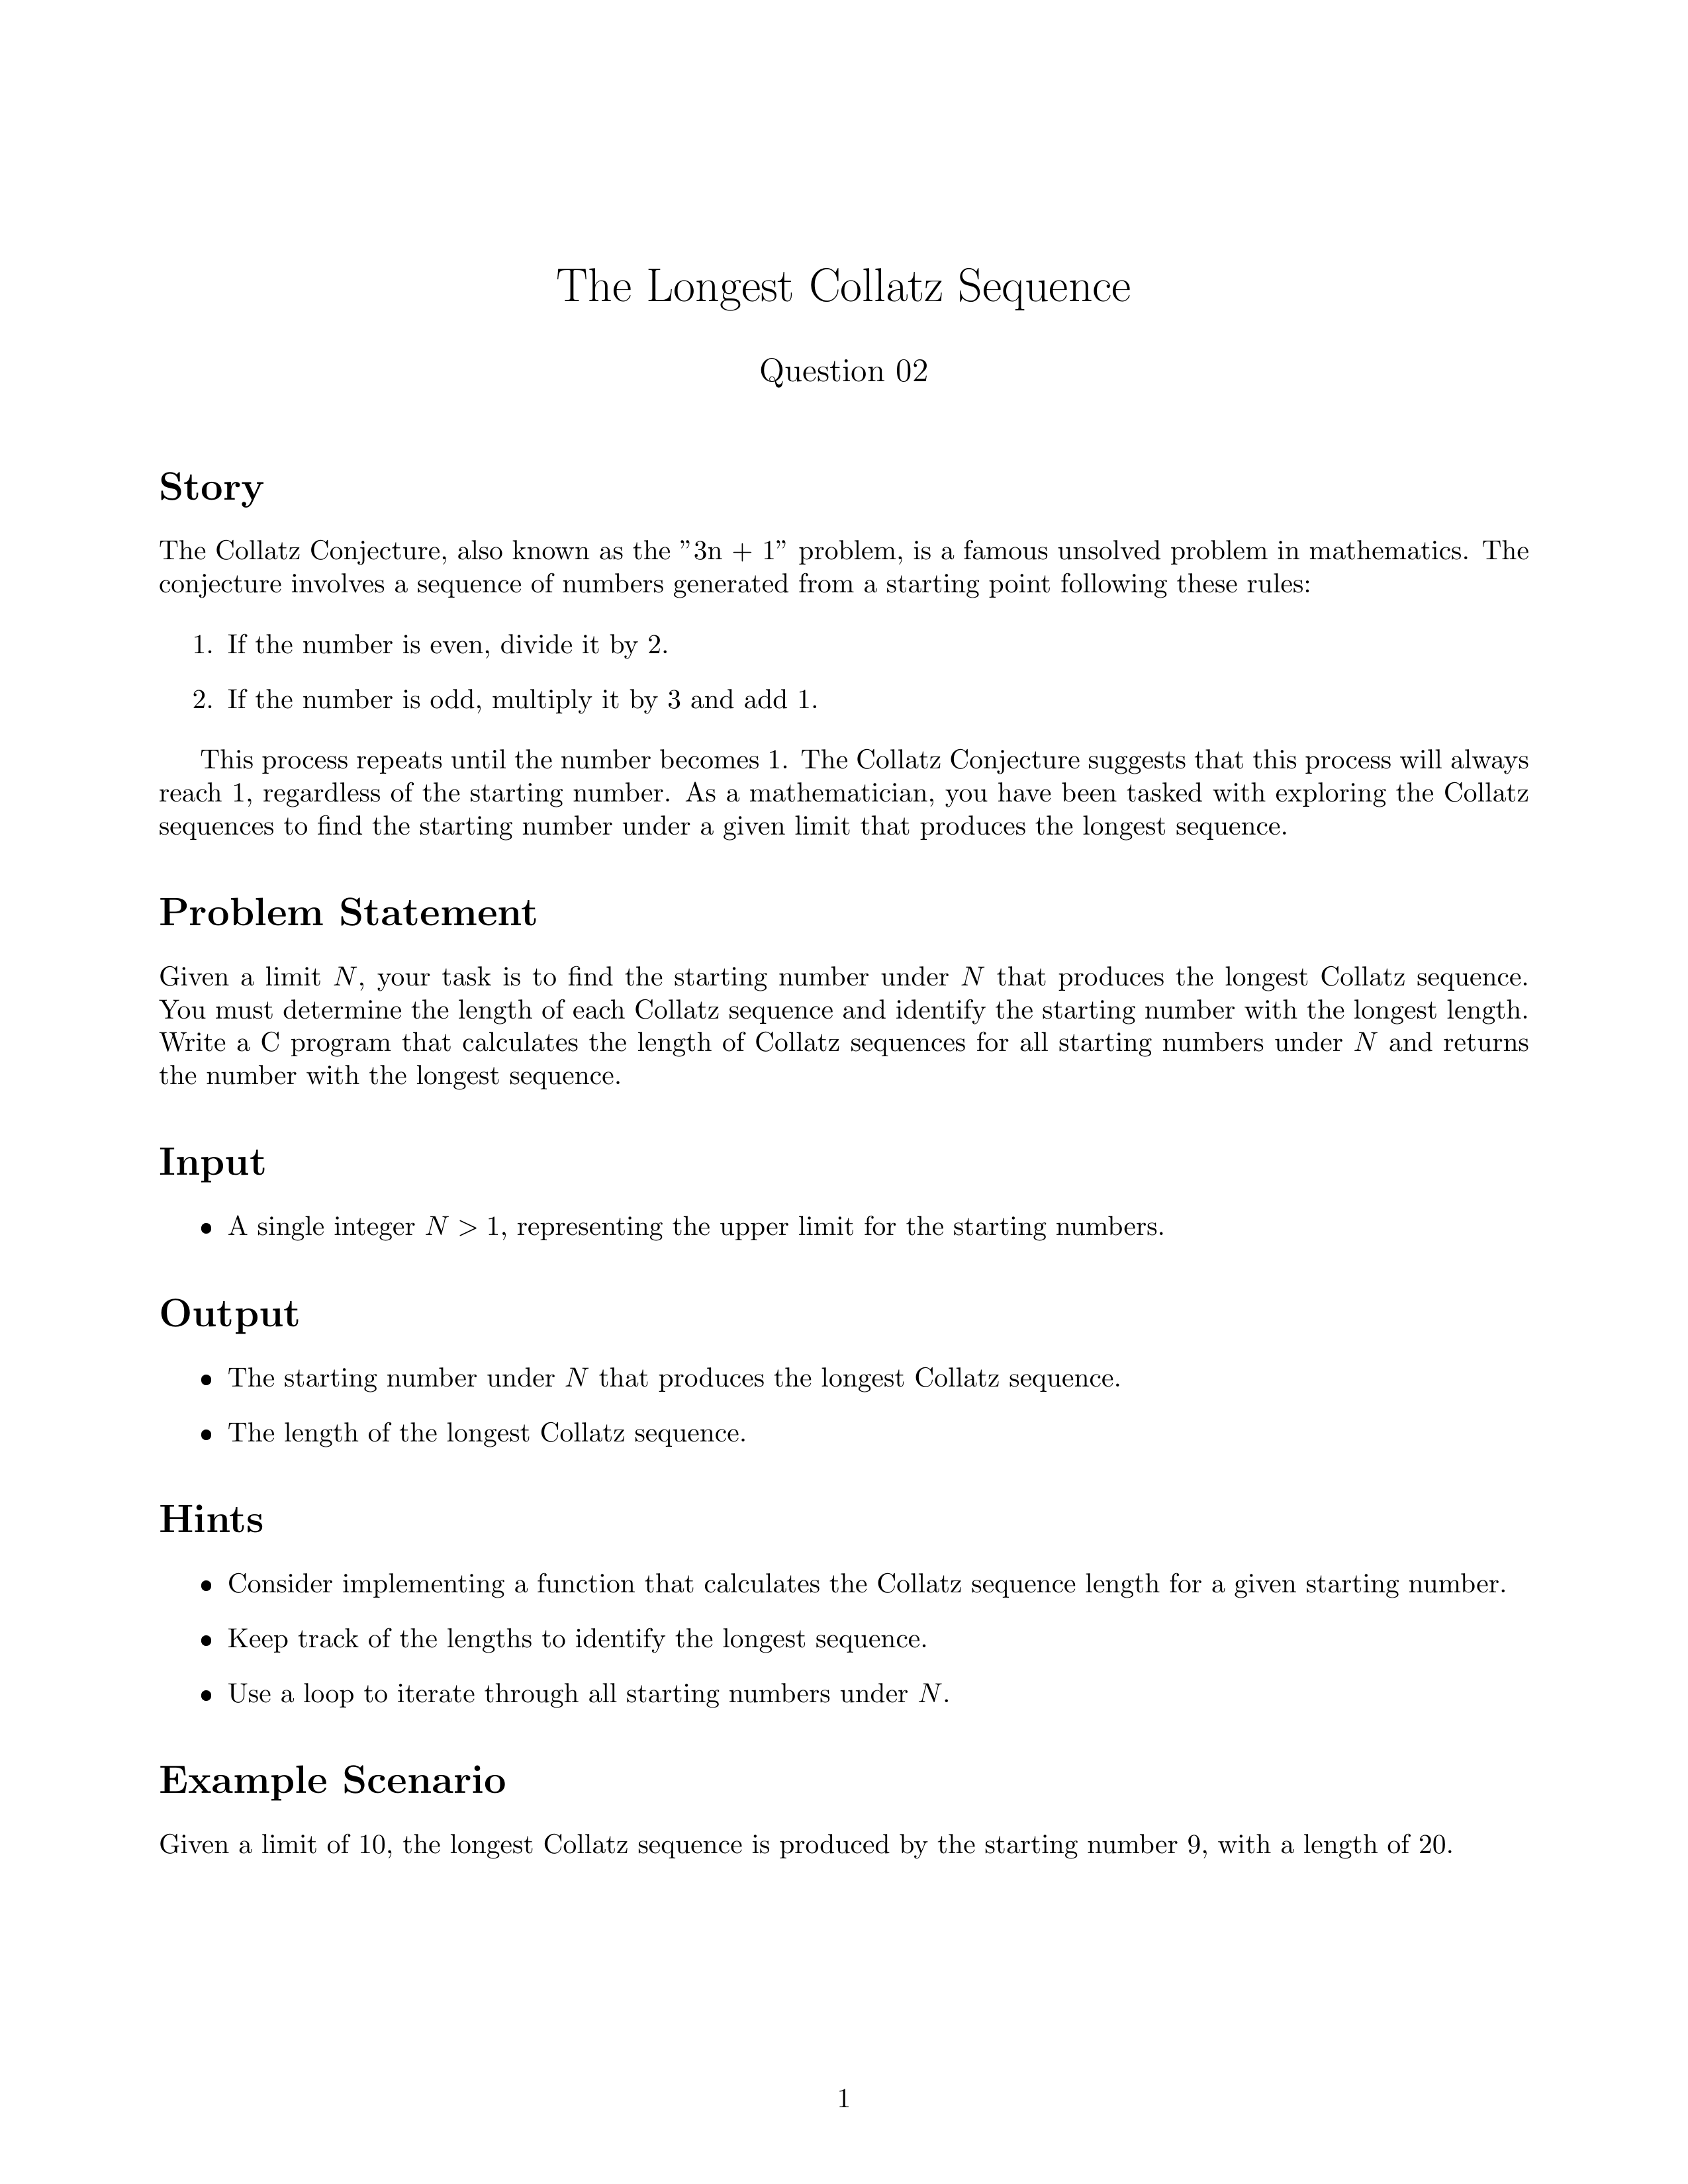 The Longest Collatz Sequence
Question 02
Story
The Collatz Conjecture, also known as the ”3n + 1” problem, is a famous unsolved problem in mathematics. The
conjecture involves a sequence of numbers generated from a starting point following these rules:
1. If the number is even, divide it by 2.
2. If the number is odd, multiply it by 3 and add 1.
This process repeats until the number becomes 1. The Collatz Conjecture suggests that this process will always
reach 1, regardless of the starting number. As a mathematician, you have been tasked with exploring the Collatz
sequences to find the starting number under a given limit that produces the longest sequence.
Problem Statement
Given a limit N, your task is to find the starting number under N that produces the longest Collatz sequence.
You must determine the length of each Collatz sequence and identify the starting number with the longest length.
Write a C program that calculates the length of Collatz sequences for all starting numbers under N and returns
the number with the longest sequence.
Input
• A single integer N > 1, representing the upper limit for the starting numbers.
Output
• The starting number under N that produces the longest Collatz sequence.
• The length of the longest Collatz sequence.
Hints
• Consider implementing a function that calculates the Collatz sequence length for a given starting number.
• Keep track of the lengths to identify the longest sequence.
• Use a loop to iterate through all starting numbers under N.
Example Scenario
Given a limit of 10, the longest Collatz sequence is produced by the starting number 9, with a length of 20.
1